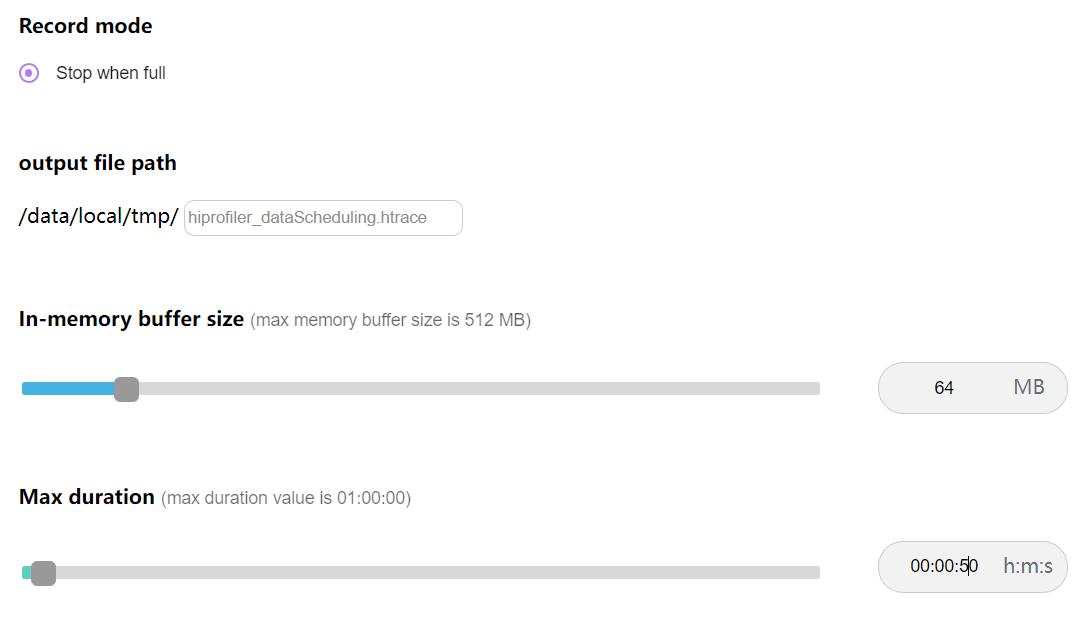 Record mode
Stop when full
output file path
/data/local/tmp/ hiprofiler_dataScheduling.htrace
In-memory buffer size (max memory buffer size is 512 MB)
64 MB
Max duration (max duration value is 01:00:00)
00:00:50 h:m:s